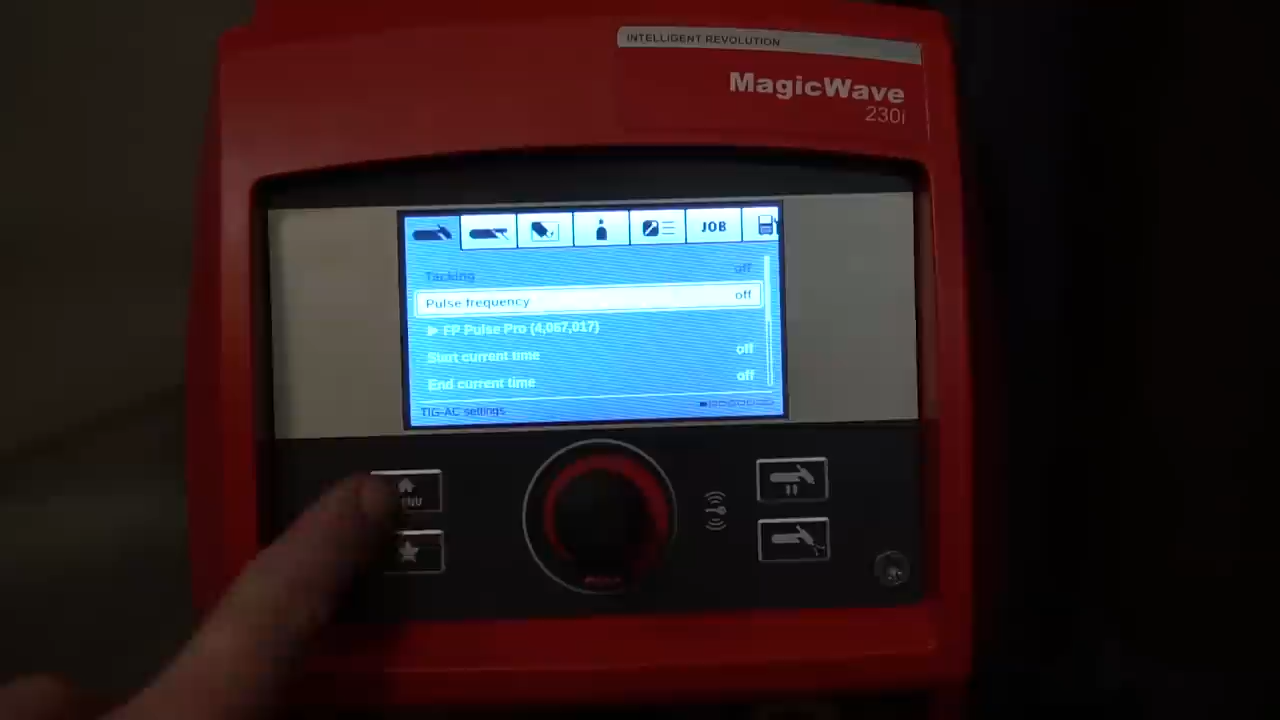 INTELLIGENT REVOLUTION
MagicWave
230i
JOB
Tacking off
Pulse frequency off
▶ FP Pulse Pro (4,067,017)
Start current time off
End current time off
TIG-AC settings